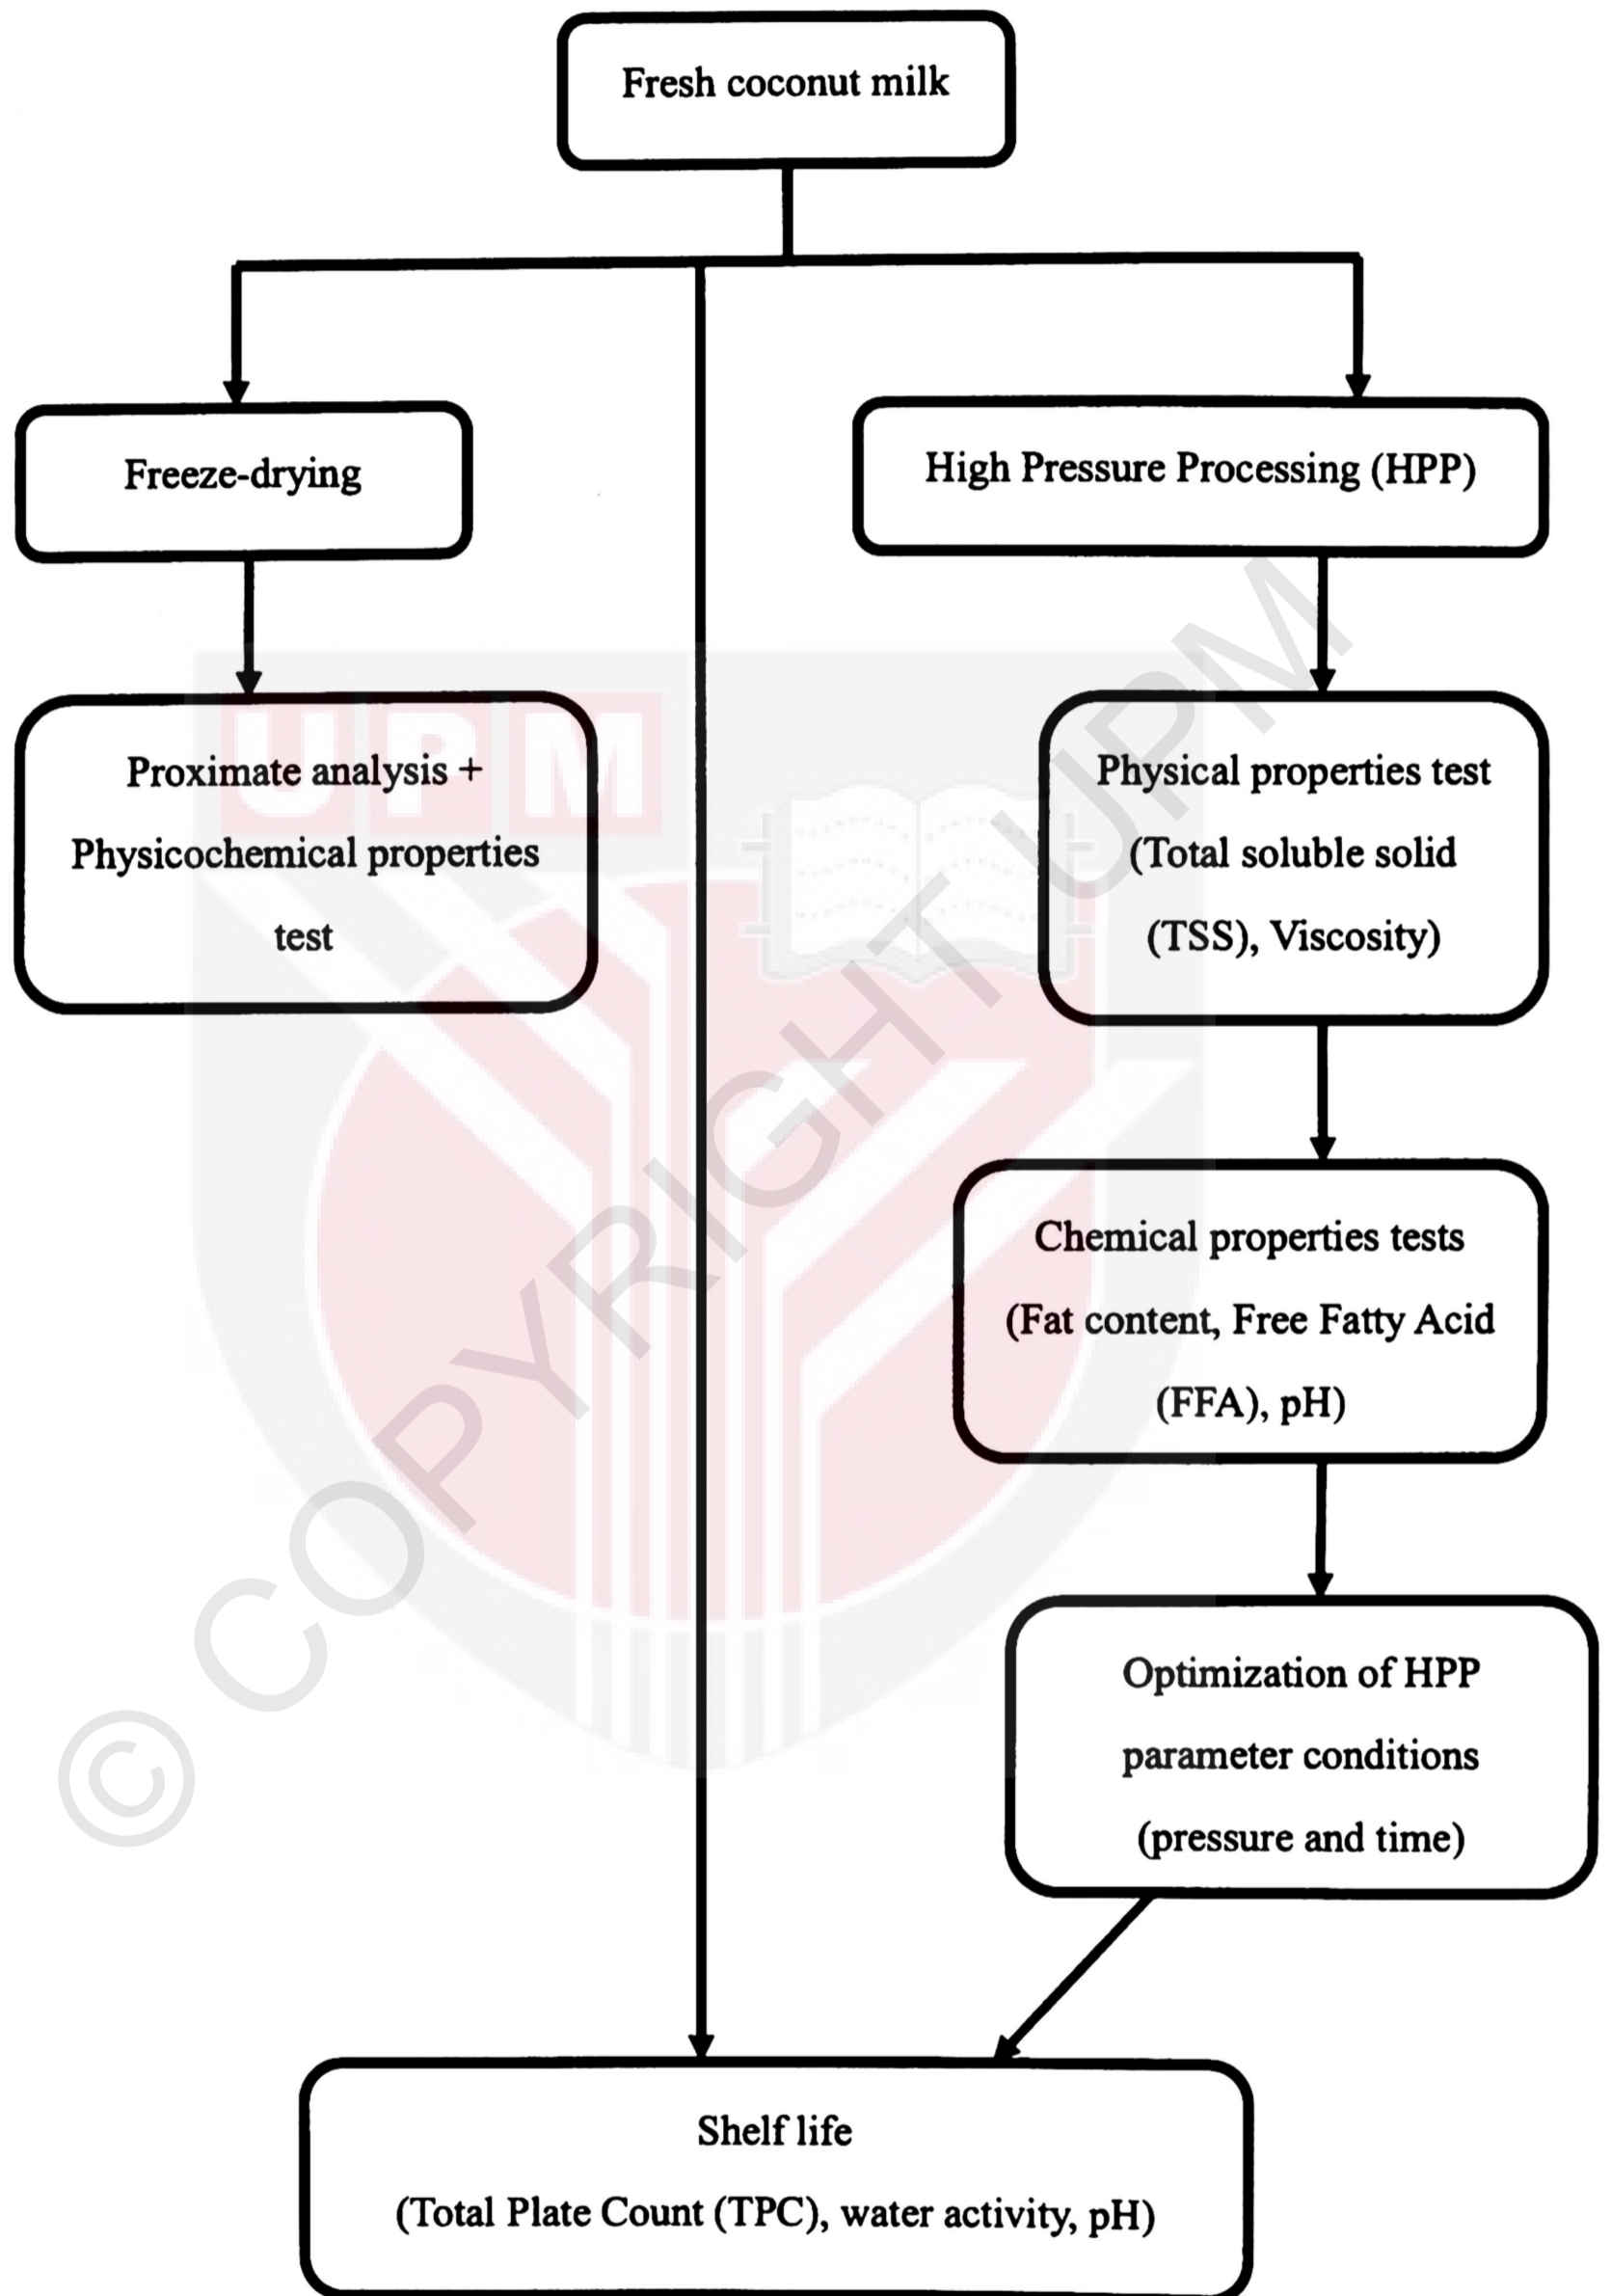 Fresh coconut milk
Freeze-drying
High Pressure Processing (HPP)
Proximate analysis +
Physicochemical properties
test
Physical properties test
(Total soluble solid
(TSS), Viscosity)
Chemical properties tests
(Fat content, Free Fatty Acid
(FFA), pH)
Optimization of HPP
parameter conditions
(pressure and time)
Shelf life
(Total Plate Count (TPC), water activity, pH)
UPM
© COPYRIGHT UPM